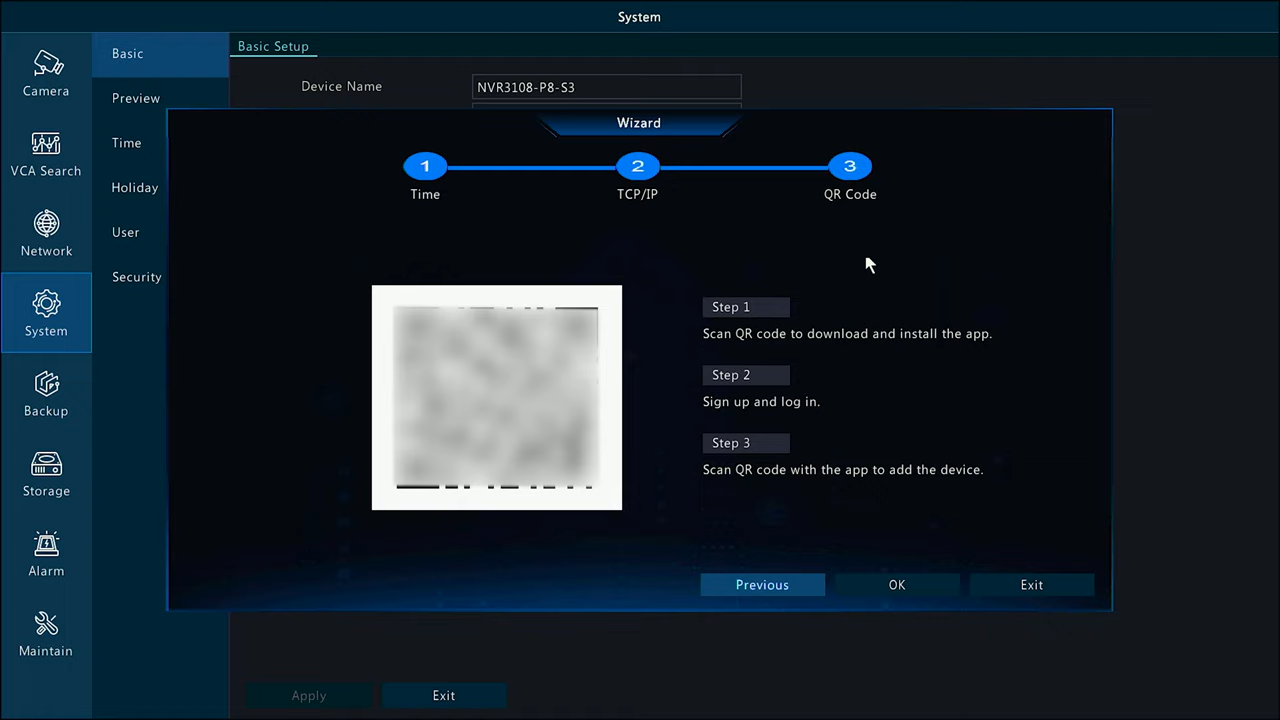 System
Camera
VCA Search
Network
System
Backup
Storage
Alarm
Maintain
Basic
Preview
Time
Holiday
User
Security
Basic Setup
Device Name
NVR3108-P8-S3
Wizard
1
Time
2
TCP/IP
3
QR Code
Step 1
Scan QR code to download and install the app.
Step 2
Sign up and log in.
Step 3
Scan QR code with the app to add the device.
Previous
OK
Exit
Apply
Exit